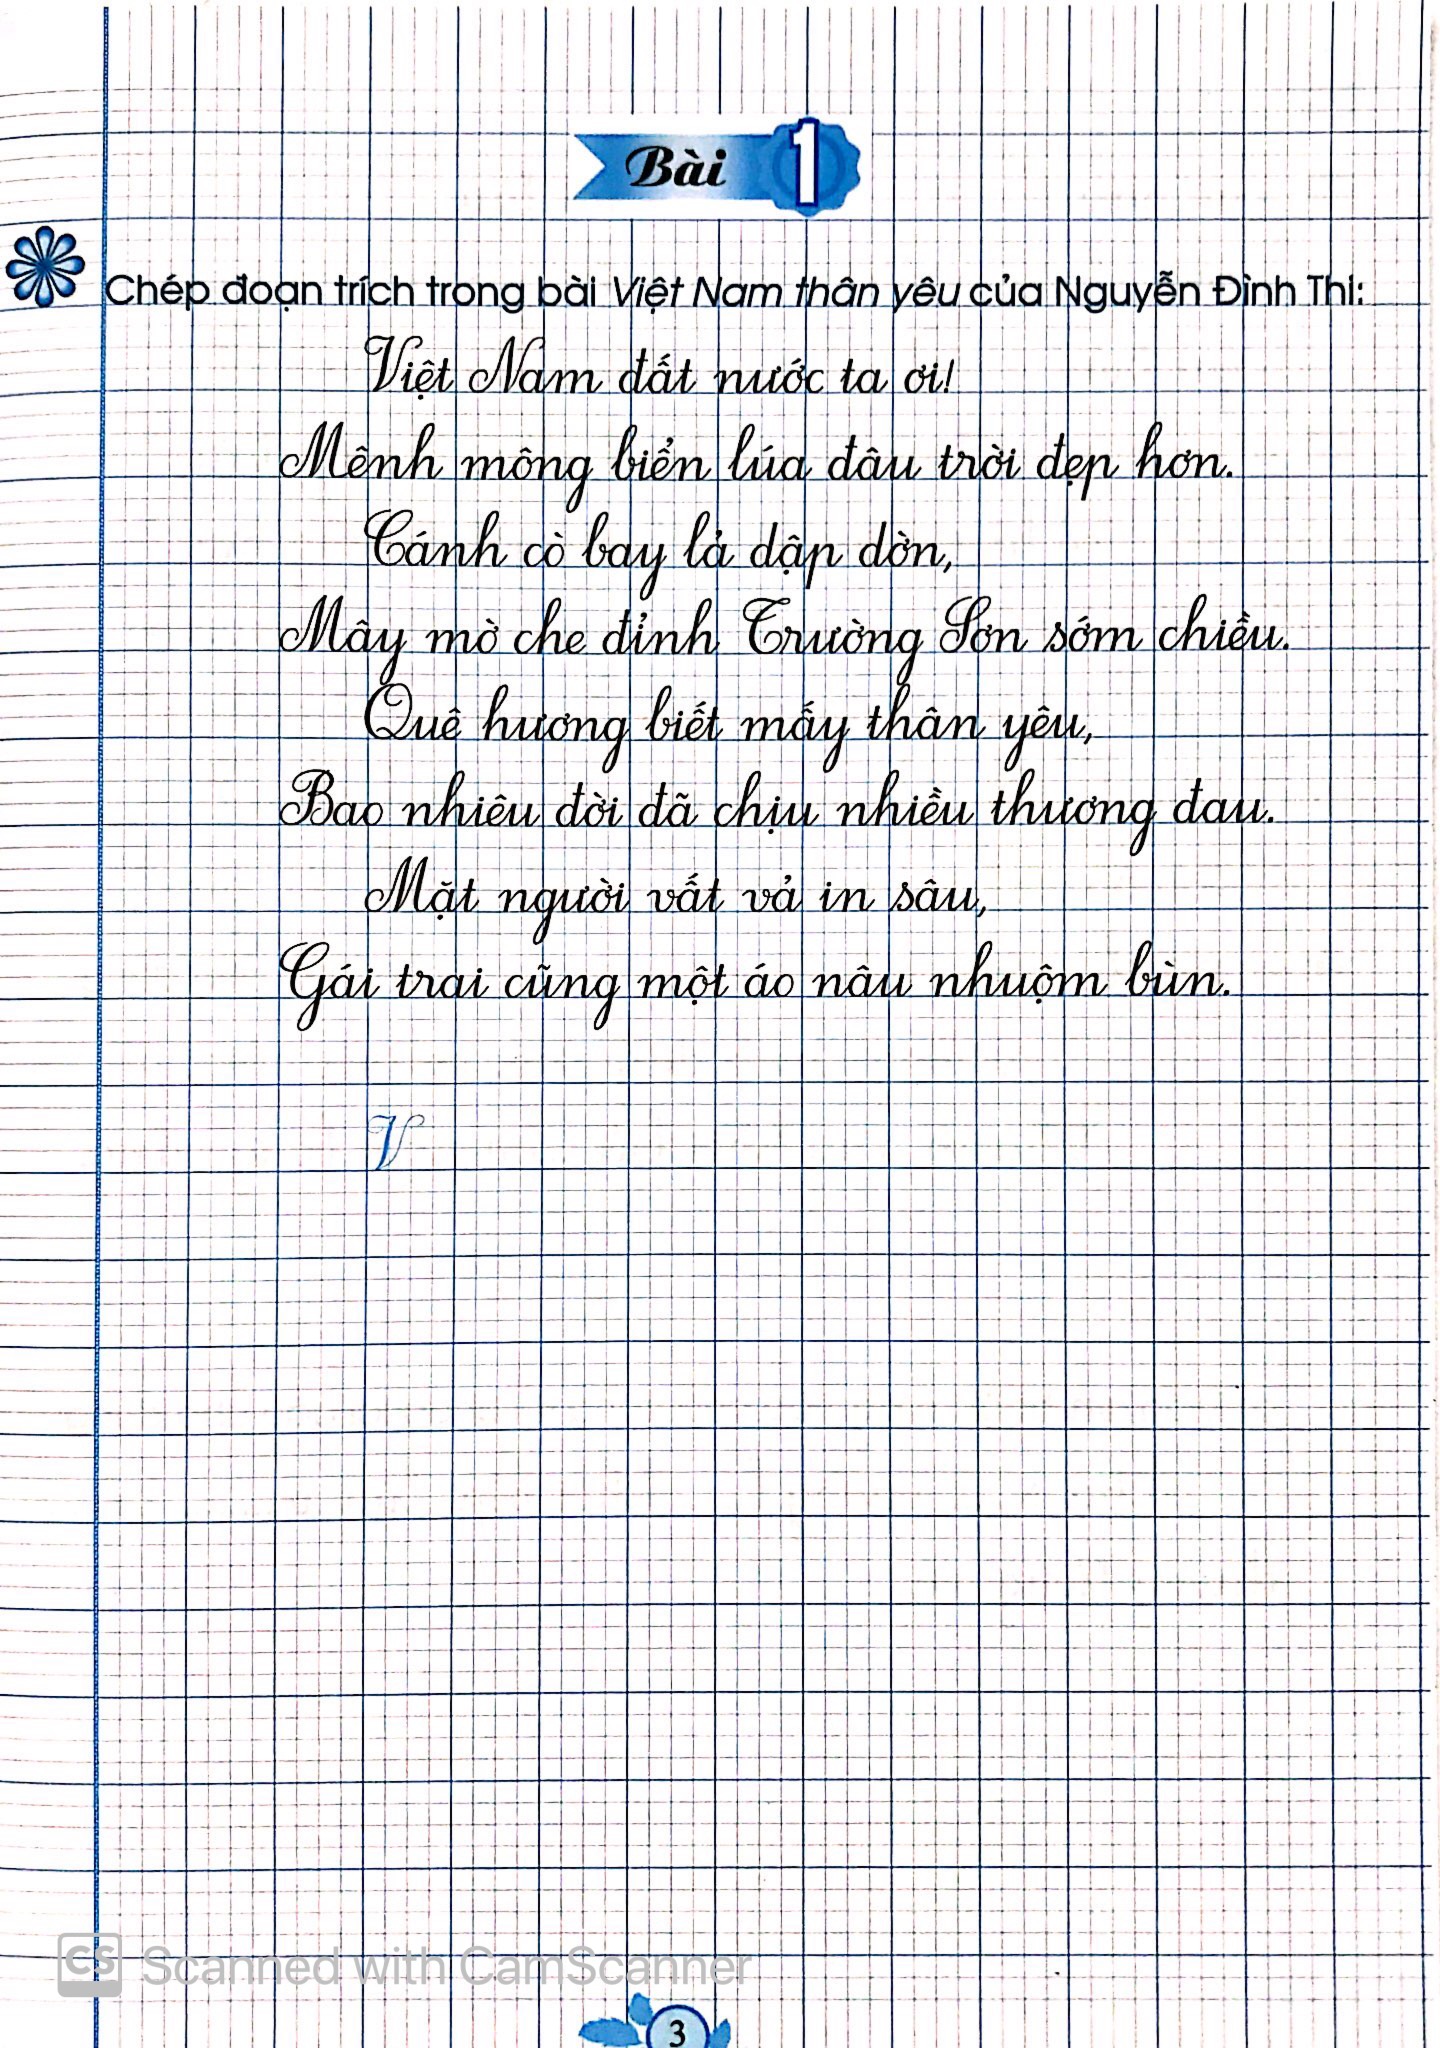 Bài 1
Chép đoạn trích trong bài Việt Nam thân yêu của Nguyễn Đình Thi:
Việt Nam đất nước ta ơi!
Mênh mông biển lúa đâu trời đẹp hơn.
Cánh cò bay lả dập dờn,
Mây mờ che đỉnh Trường Sơn sớm chiều.
Quê hương biết mấy thân yêu,
Bao nhiêu đời đã chịu nhiều thương đau.
Mặt người vất vả in sâu,
Gái trai cũng một áo nâu nhuộm bùn.
V
CS Scanned with CamScanner
3